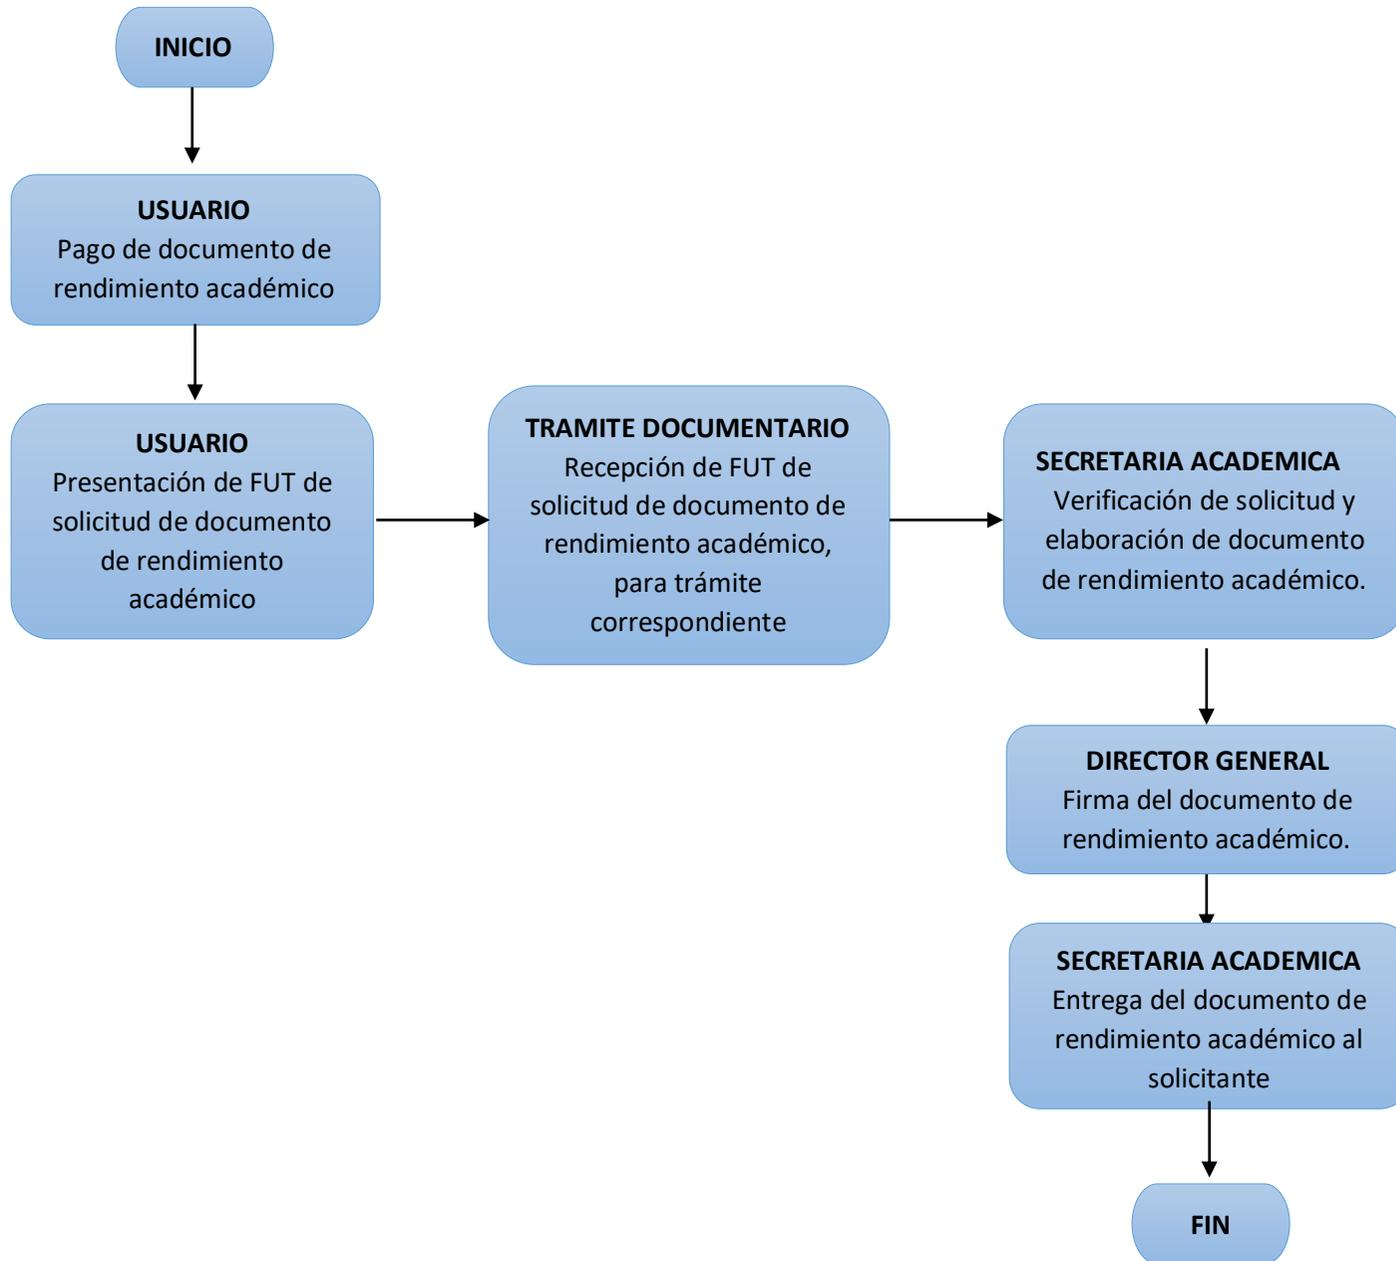 INICIO
USUARIO
Pago de documento de
rendimiento académico
USUARIO
Presentación de FUT de
solicitud de documento
de rendimiento
académico
TRAMITE DOCUMENTARIO
Recepción de FUT de
solicitud de documento de
rendimiento académico,
para trámite
correspondiente
SECRETARIA ACADEMICA
Verificación de solicitud y
elaboración de documento
de rendimiento académico.
DIRECTOR GENERAL
Firma del documento de
rendimiento académico.
SECRETARIA ACADEMICA
Entrega del documento de
rendimiento académico al
solicitante
FIN